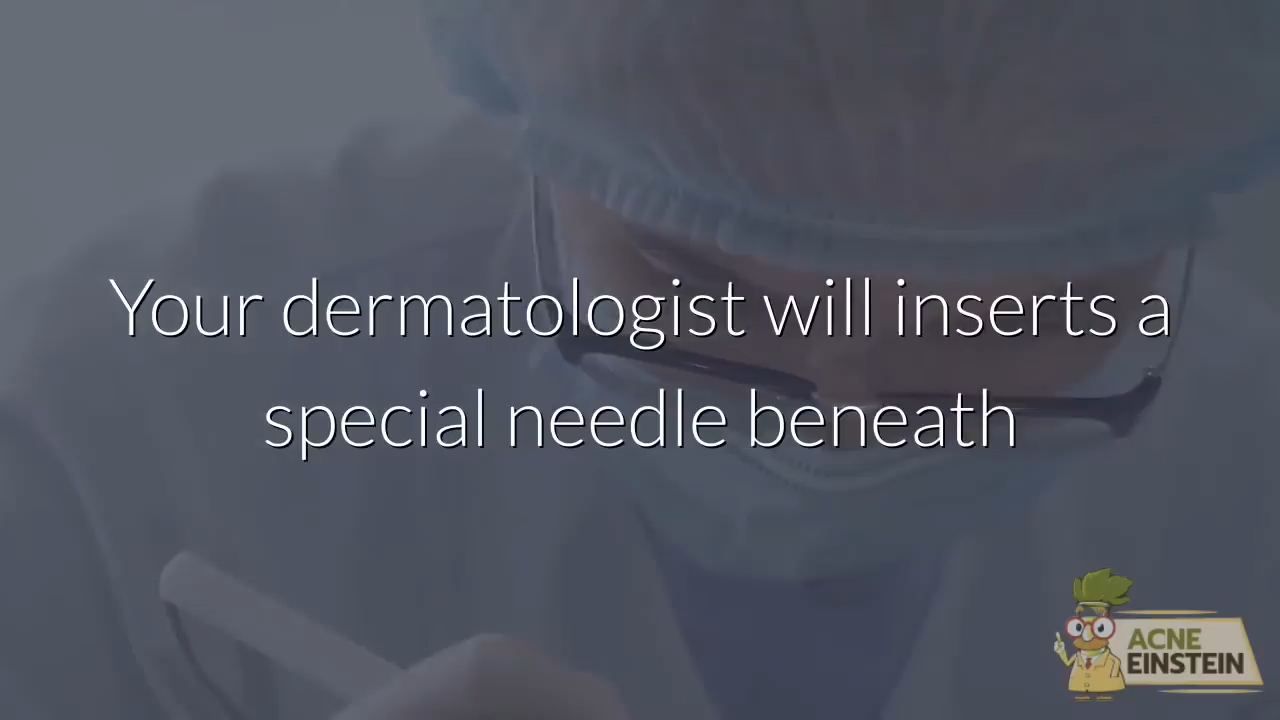 Your dermatologist will inserts a
special needle beneath
ACNE
EINSTEIN